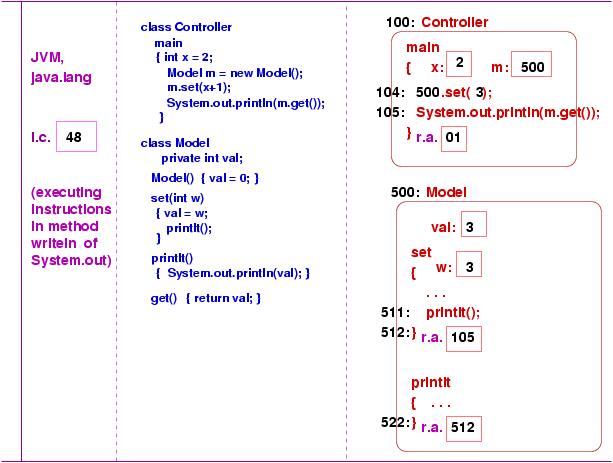 JVM,
java.lang
i.c. 48
(executing
instructions
in method
writeln of
System.out)
class Controller
main
{ int x = 2;
Model m = new Model();
m.set(x+1);
System.out.println(m.get());
}
class Model
private int val;
Model() { val = 0; }
set(int w)
{ val = w;
printIt();
}
printIt()
{ System.out.println(val); }
get() { return val; }
100: Controller
main
{ x: 2 m: 500
104: 500.set( 3);
105: System.out.println(m.get());
} r.a. 01
500: Model
val: 3
set
{ w: 3
. . .
511: printIt();
512: } r.a. 105
printIt
{ . . .
522: } r.a. 512